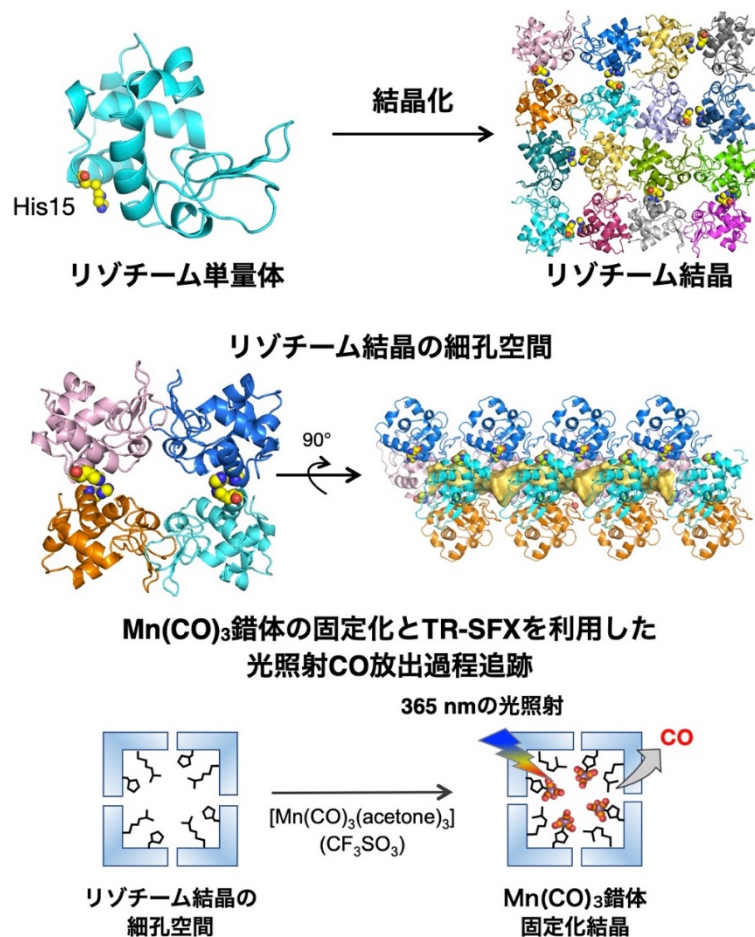 結晶化
His15
リゾチーム単量体
リゾチーム結晶
リゾチーム結晶の細孔空間
90°
Mn(CO)₃錯体の固定化とTR-SFXを利用した
光照射CO放出過程追跡
365 nmの光照射
CO
[Mn(CO)₃(acetone)₃]
(CF₃SO₃)
リゾチーム結晶の
細孔空間
Mn(CO)₃錯体
固定化結晶